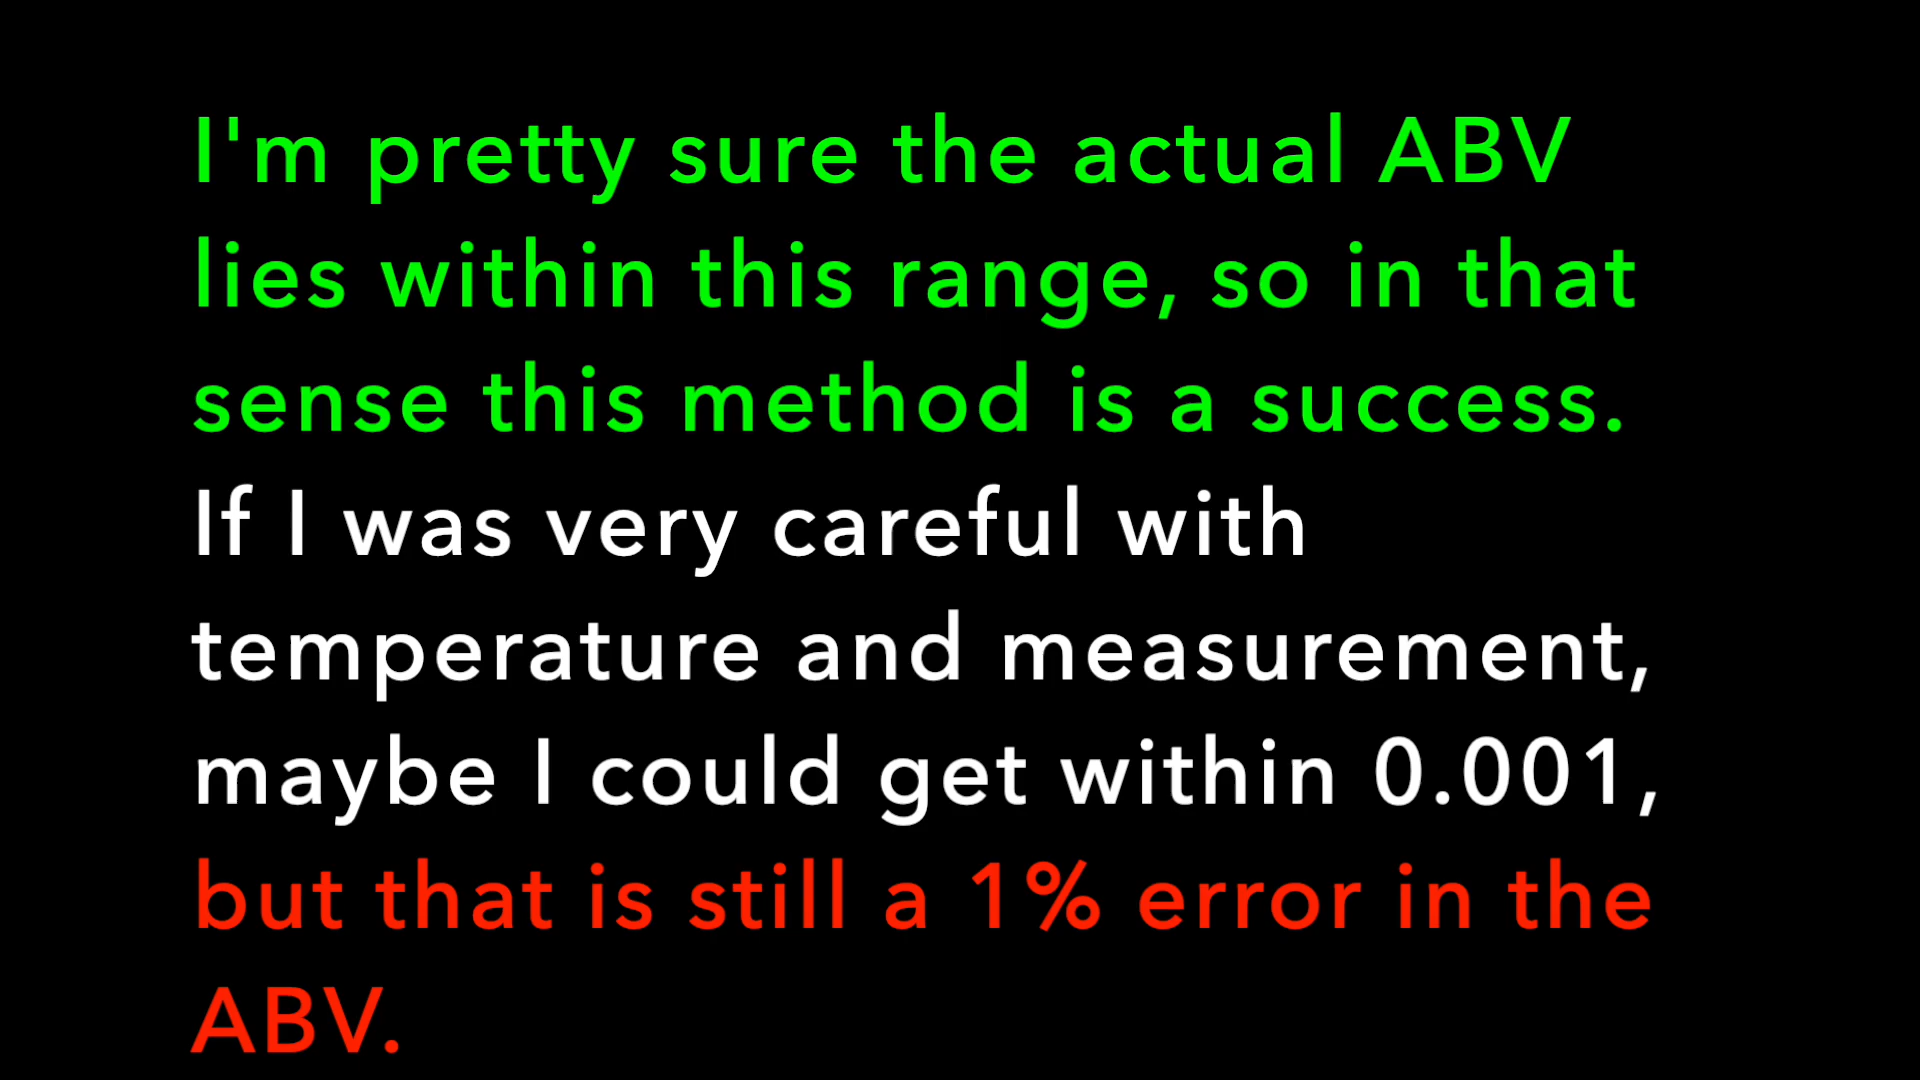 I'm pretty sure the actual ABV
lies within this range, so in that
sense this method is a success.
If I was very careful with
temperature and measurement,
maybe I could get within 0.001,
but that is still a 1% error in the
ABV.